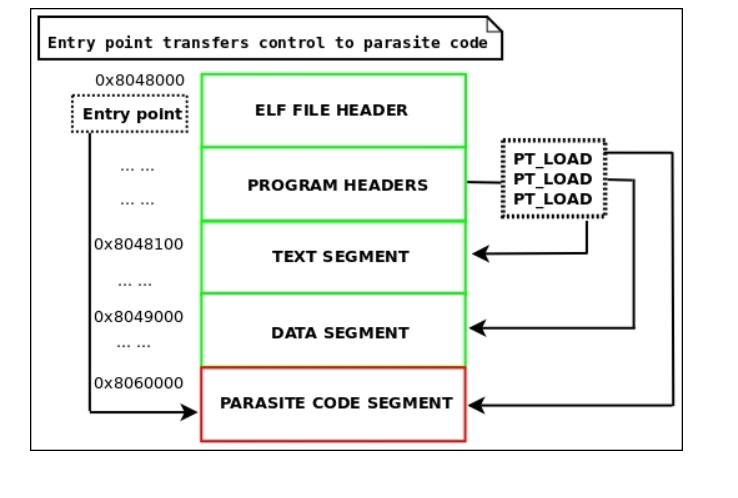 Entry point transfers control to parasite code
0x8048000
Entry point
ELF FILE HEADER
... ...
PROGRAM HEADERS
PT_LOAD
PT_LOAD
PT_LOAD
... ...
0x8048100
TEXT SEGMENT
... ...
0x8049000
DATA SEGMENT
... ...
0x8060000
PARASITE CODE SEGMENT